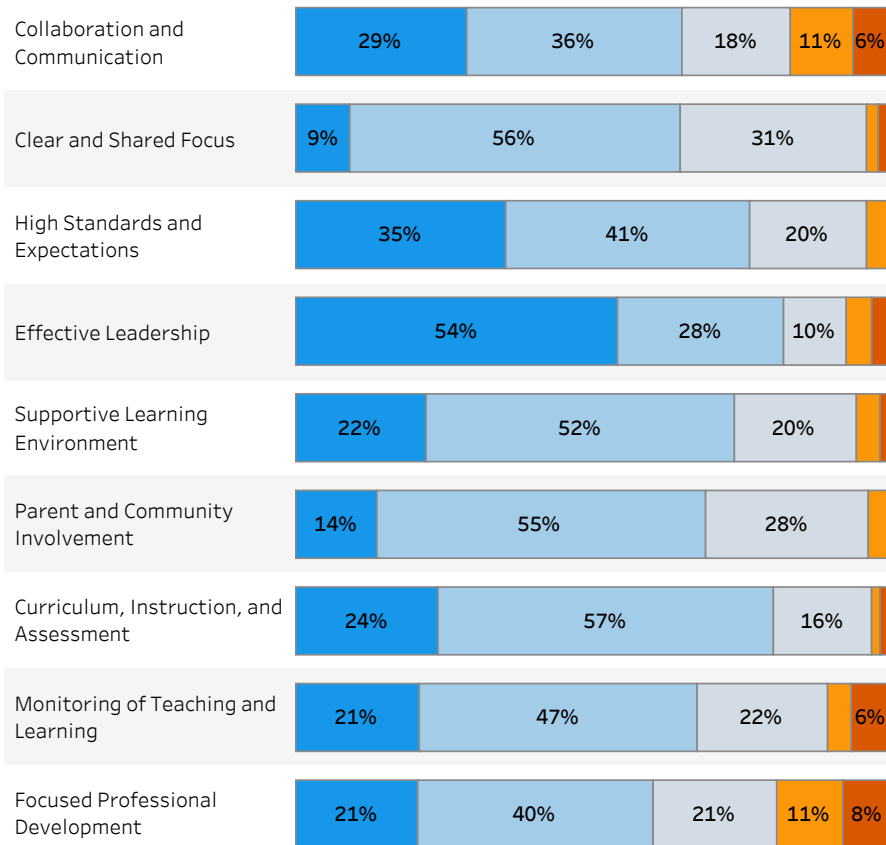 Collaboration and
Communication
29% 36% 18% 11% 6%
Clear and Shared Focus
9% 56% 31%
High Standards and
Expectations
35% 41% 20%
Effective Leadership
54% 28% 10%
Supportive Learning
Environment
22% 52% 20%
Parent and Community
Involvement
14% 55% 28%
Curriculum, Instruction, and
Assessment
24% 57% 16%
Monitoring of Teaching and
Learning
21% 47% 22% 6%
Focused Professional
Development
21% 40% 21% 11% 8%